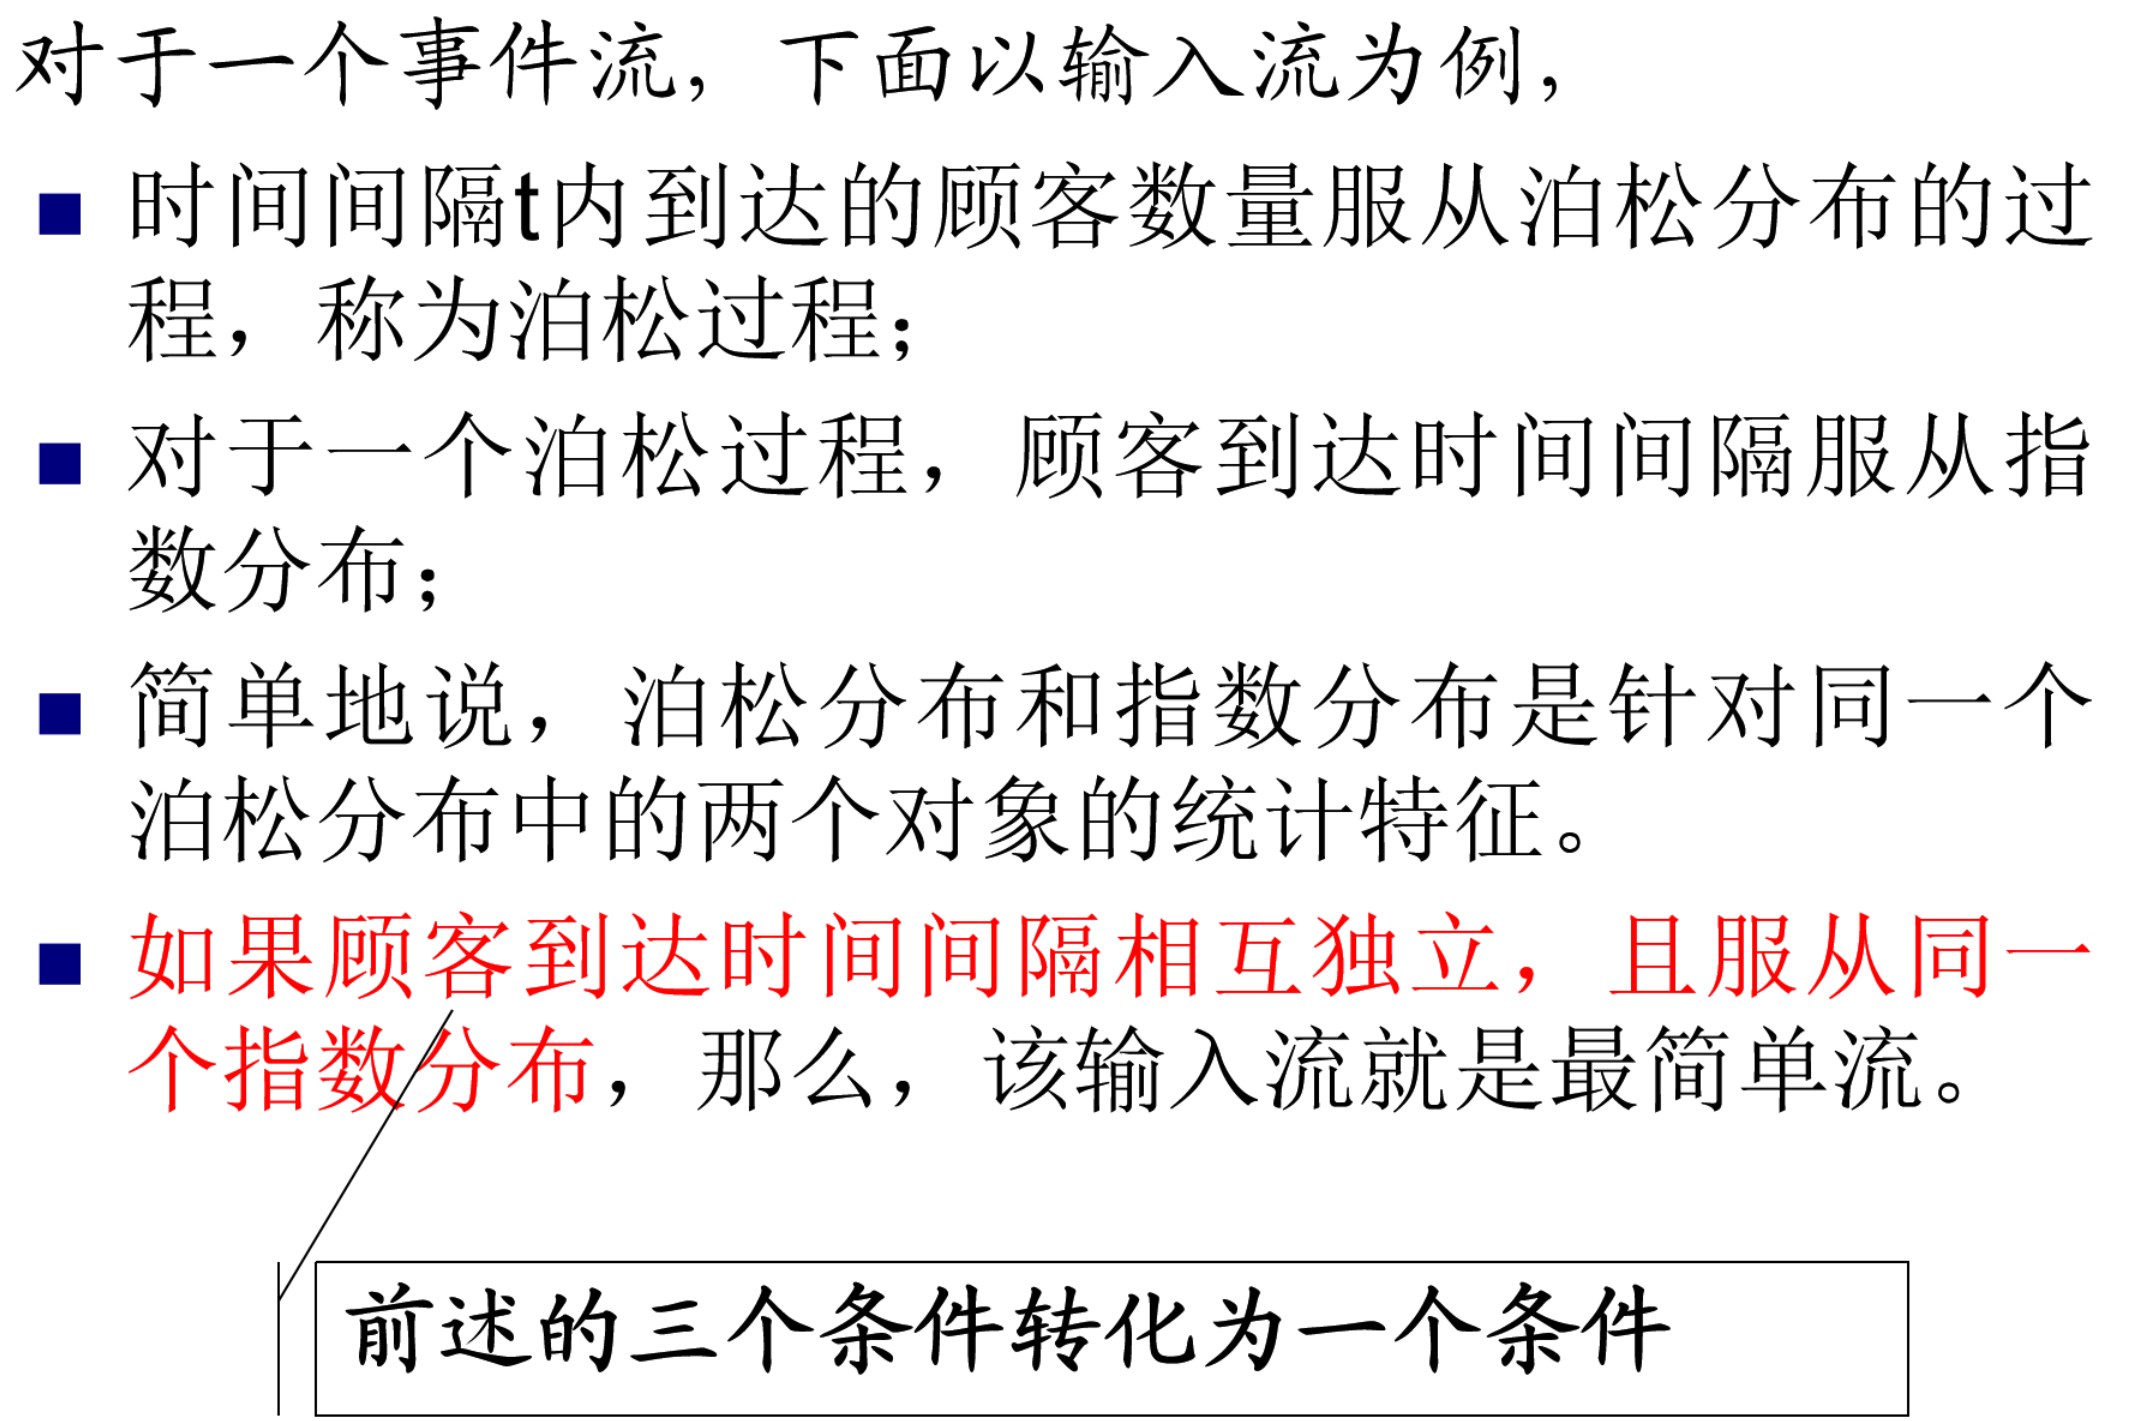 对于一个事件流，下面以输入流为例，
时间间隔t内到达的顾客数量服从泊松分布的过
程，称为泊松过程；
对于一个泊松过程，顾客到达时间间隔服从指
数分布；
简单地说，泊松分布和指数分布是针对同一个
泊松分布中的两个对象的统计特征。
如果顾客到达时间间隔相互独立，且服从同一
个指数分布，那么，该输入流就是最简单流。
前述的三个条件转化为一个条件